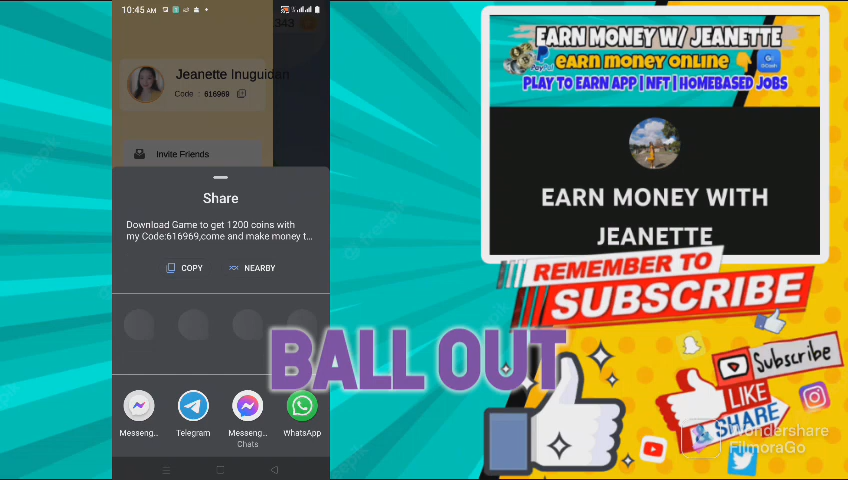 10:45 AM
343
Jeanette Inuguidan
Code : 616969
Invite Friends
Share
Download Game to get 1200 coins with
my Code:616969,come and make money t...
COPY
NEARBY
Messeng...
Telegram
Messeng...
Chats
WhatsApp
BALL OUT
EARN MONEY W/ JEANETTE
EARN MONEY ONLINE
PayPal
GCash
PLAY TO EARN APP | NFT | HOMEBASED JOBS
EARN MONEY WITH
JEANETTE
REMEMBER TO
SUBSCRIBE
Subscribe
LIKE
& SHARE
Wondershare
FilmoraGo